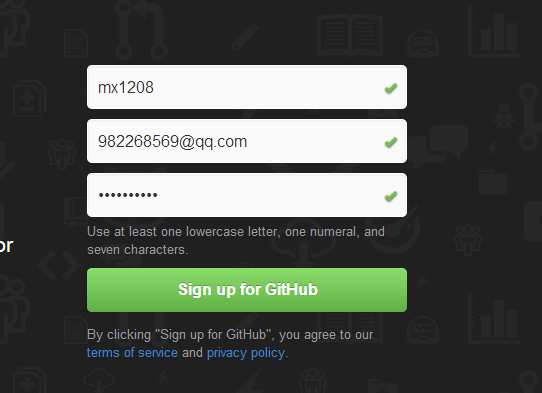 mx1208
982268569@qq.com
••••••••••
Use at least one lowercase letter, one numeral, and
or
seven characters.
Sign up for GitHub
By clicking "Sign up for GitHub", you agree to our
terms of service and privacy policy.